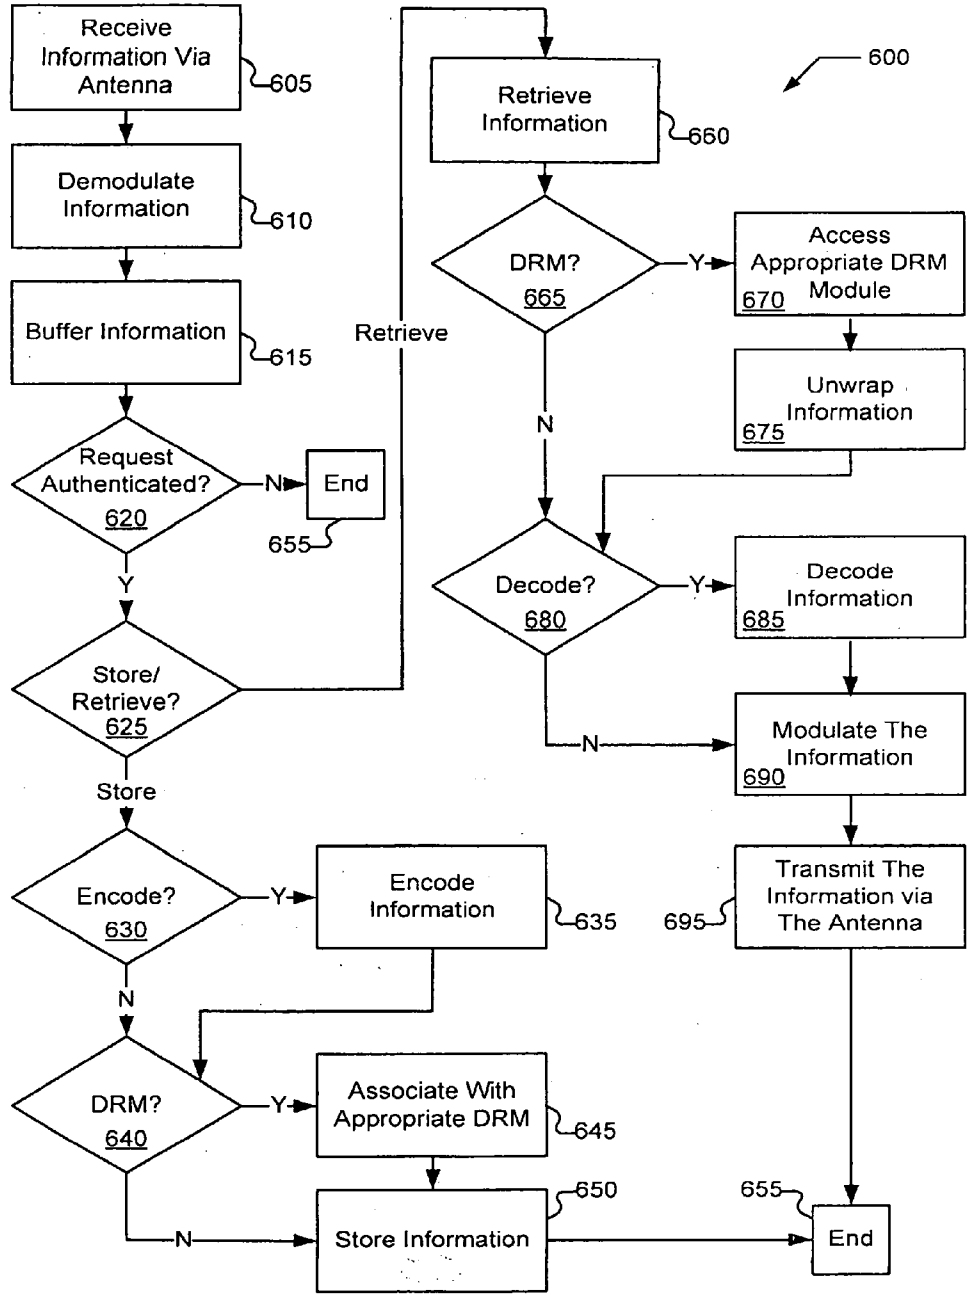 Receive
Information Via
Antenna
605
Demodulate
Information
610
Buffer Information
615
Request
Authenticated?
620
N
End
655
Y
Store/
Retrieve?
625
Retrieve
Store
Encode?
630
Y
Encode
Information
635
N
DRM?
640
Y
Associate With
Appropriate DRM
645
N
Store Information
650
600
Retrieve
Information
660
DRM?
665
Y
Access
Appropriate DRM
Module
670
Unwrap
Information
675
N
Decode?
680
Y
Decode
Information
685
N
Modulate The
Information
690
Transmit The
Information via
The Antenna
695
655
End